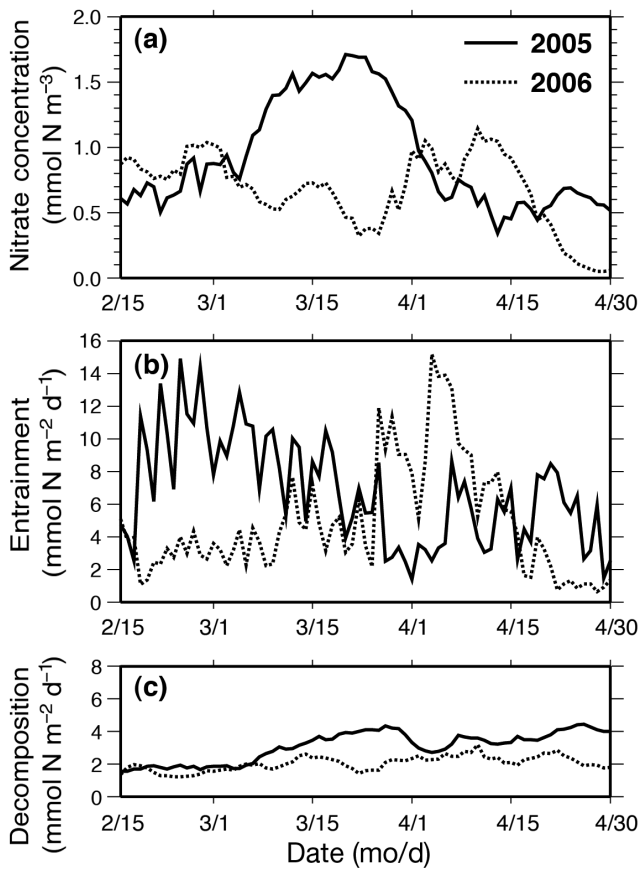 (a)
2005
2006
Nitrate concentration
(mmol N m⁻³)
2.0
1.5
1.0
0.5
0.0
2/15 3/1 3/15 4/1 4/15 4/30
(b)
Entrainment
(mmol N m⁻² d⁻¹)
16
14
12
10
8
6
4
2
0
2/15 3/1 3/15 4/1 4/15 4/30
(c)
Decomposition
(mmol N m⁻² d⁻¹)
8
6
4
2
0
2/15 3/1 3/15 4/1 4/15 4/30
Date (mo/d)